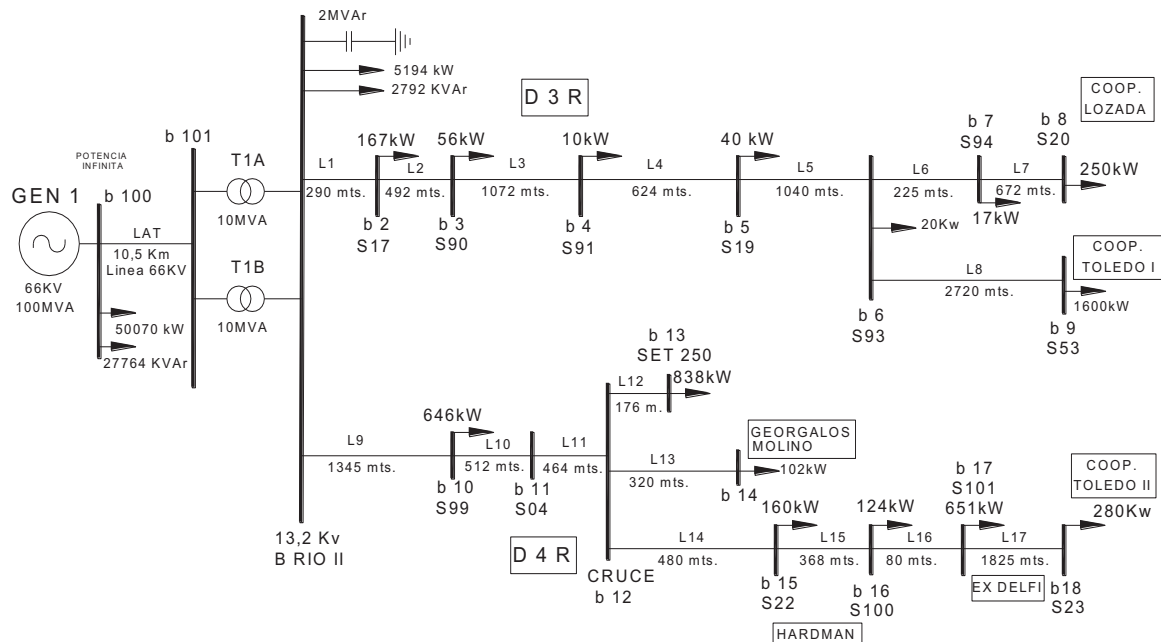 2MVAr
5194 kW
2792 KVAr
D 3 R
COOP.
LOZADA
b 101
POTENCIA
INFINITA
GEN 1
b 100
T1A
10MVA
L1
290 mts.
167kW
b 2
S17
L2
492 mts.
56kW
b 3
S90
L3
1072 mts.
10kW
b 4
S91
L4
624 mts.
40 kW
b 5
S19
L5
1040 mts.
L6
225 mts.
b 7
S94
17kW
L7
672 mts.
b 8
S20
250kW
LAT
10,5 Km
Linea 66KV
66KV
100MVA
T1B
10MVA
50070 kW
27764 KVAr
20Kw
b 6
S93
L8
2720 mts.
COOP.
TOLEDO I
1600kW
b 9
S53
b 13
SET 250
L12
838kW
176 m.
L9
1345 mts.
646kW
b 10
S99
L10
512 mts.
b 11
S04
L11
464 mts.
L13
320 mts.
GEORGALOS
MOLINO
102kW
b 14
13,2 Kv
B RIO II
D 4 R
CRUCE
b 12
L14
480 mts.
160kW
b 15
S22
HARDMAN
L15
368 mts.
124kW
b 16
S100
L16
80 mts.
b 17
S101
651kW
EX DELFI
L17
1825 mts.
COOP.
TOLEDO II
280Kw
b18
S23